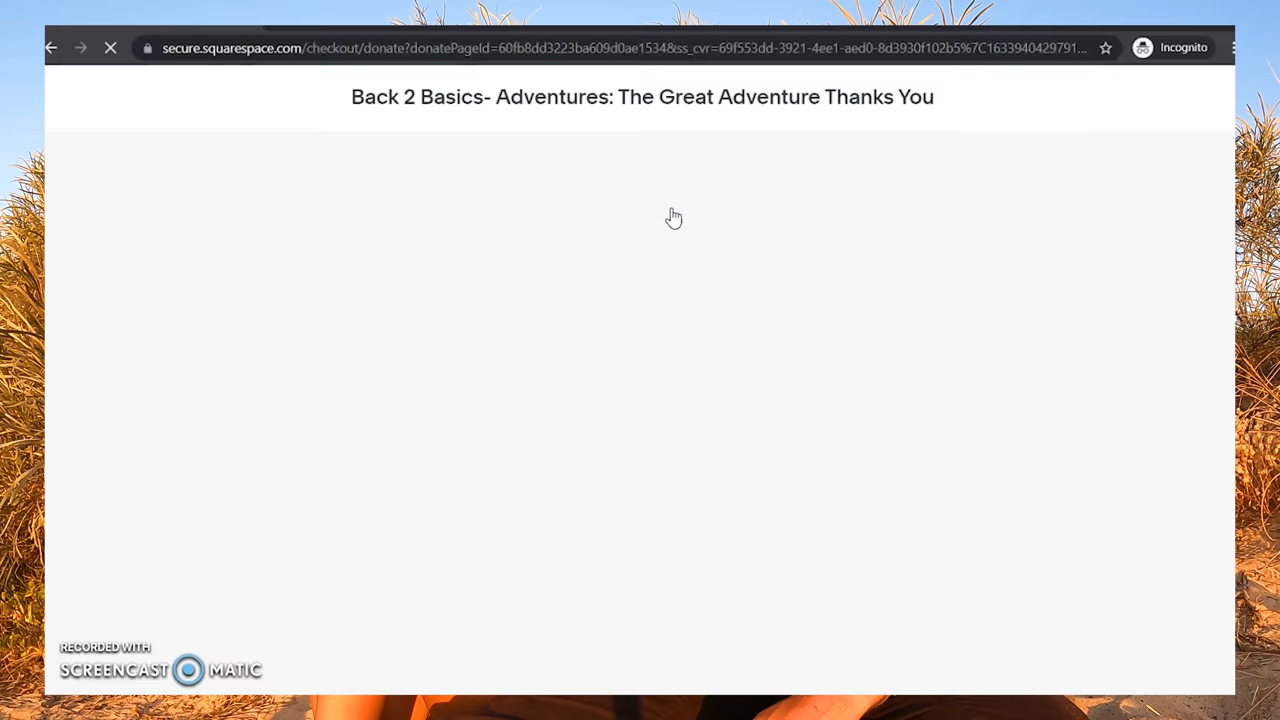 secure.squarespace.com/checkout/donate?donatePageId=60fb8dd3223ba609d0ae1534&ss_cvr=69f553dd-3921-4ee1-aed0-8d3930f102b5%7C1633940429791...
Incognito
Back 2 Basics- Adventures: The Great Adventure Thanks You
RECORDED WITH
SCREENCAST MATIC